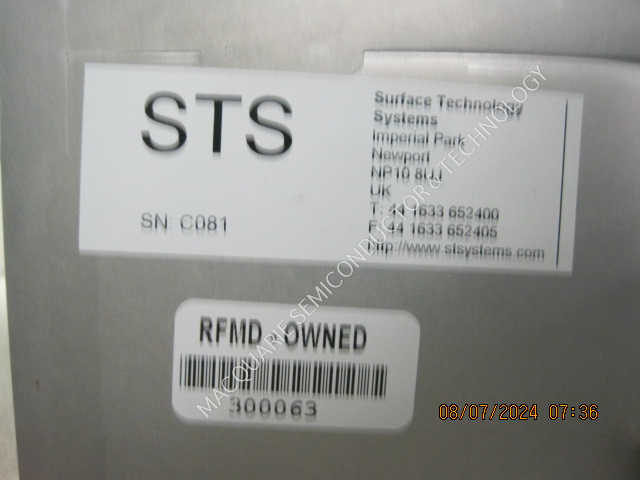 STS
SN: C081
Surface Technology
Systems
Imperial Park
Newport
NP10 8UJ
UK
T: 44 1633 652400
F: 44 1633 652405
http://www.stsystems.com
RFMD OWNED
300063
MACQUARIE SEMICONDUCTOR & TECHNOLOGY
08/07/2024 07:36